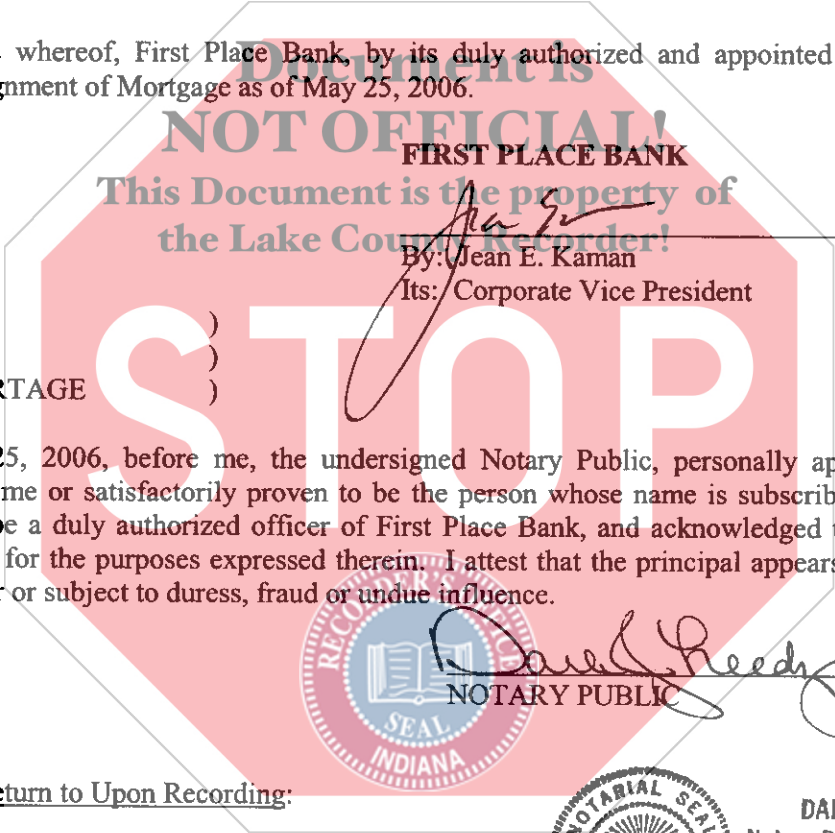 whereof, First Place Bank, by its duly authorized and appointed
gnment of Mortgage as of May 25, 2006.
Document is
NOT OFFICIAL!
This Document is the property of
the Lake County Recorder!
FIRST PLACE BANK
By: Jean E. Kaman
Its: Corporate Vice President
)
)
RTAGE )
STOP
25, 2006, before me, the undersigned Notary Public, personally ap
me or satisfactorily proven to be the person whose name is subscrib
be a duly authorized officer of First Place Bank, and acknowledged t
for the purposes expressed therein. I attest that the principal appears
r or subject to duress, fraud or undue influence.
RECORDER'S OFFICE
SEAL
INDIANA
NOTARY PUBLIC
eturn to Upon Recording:
NOTARIAL SEAL
DA